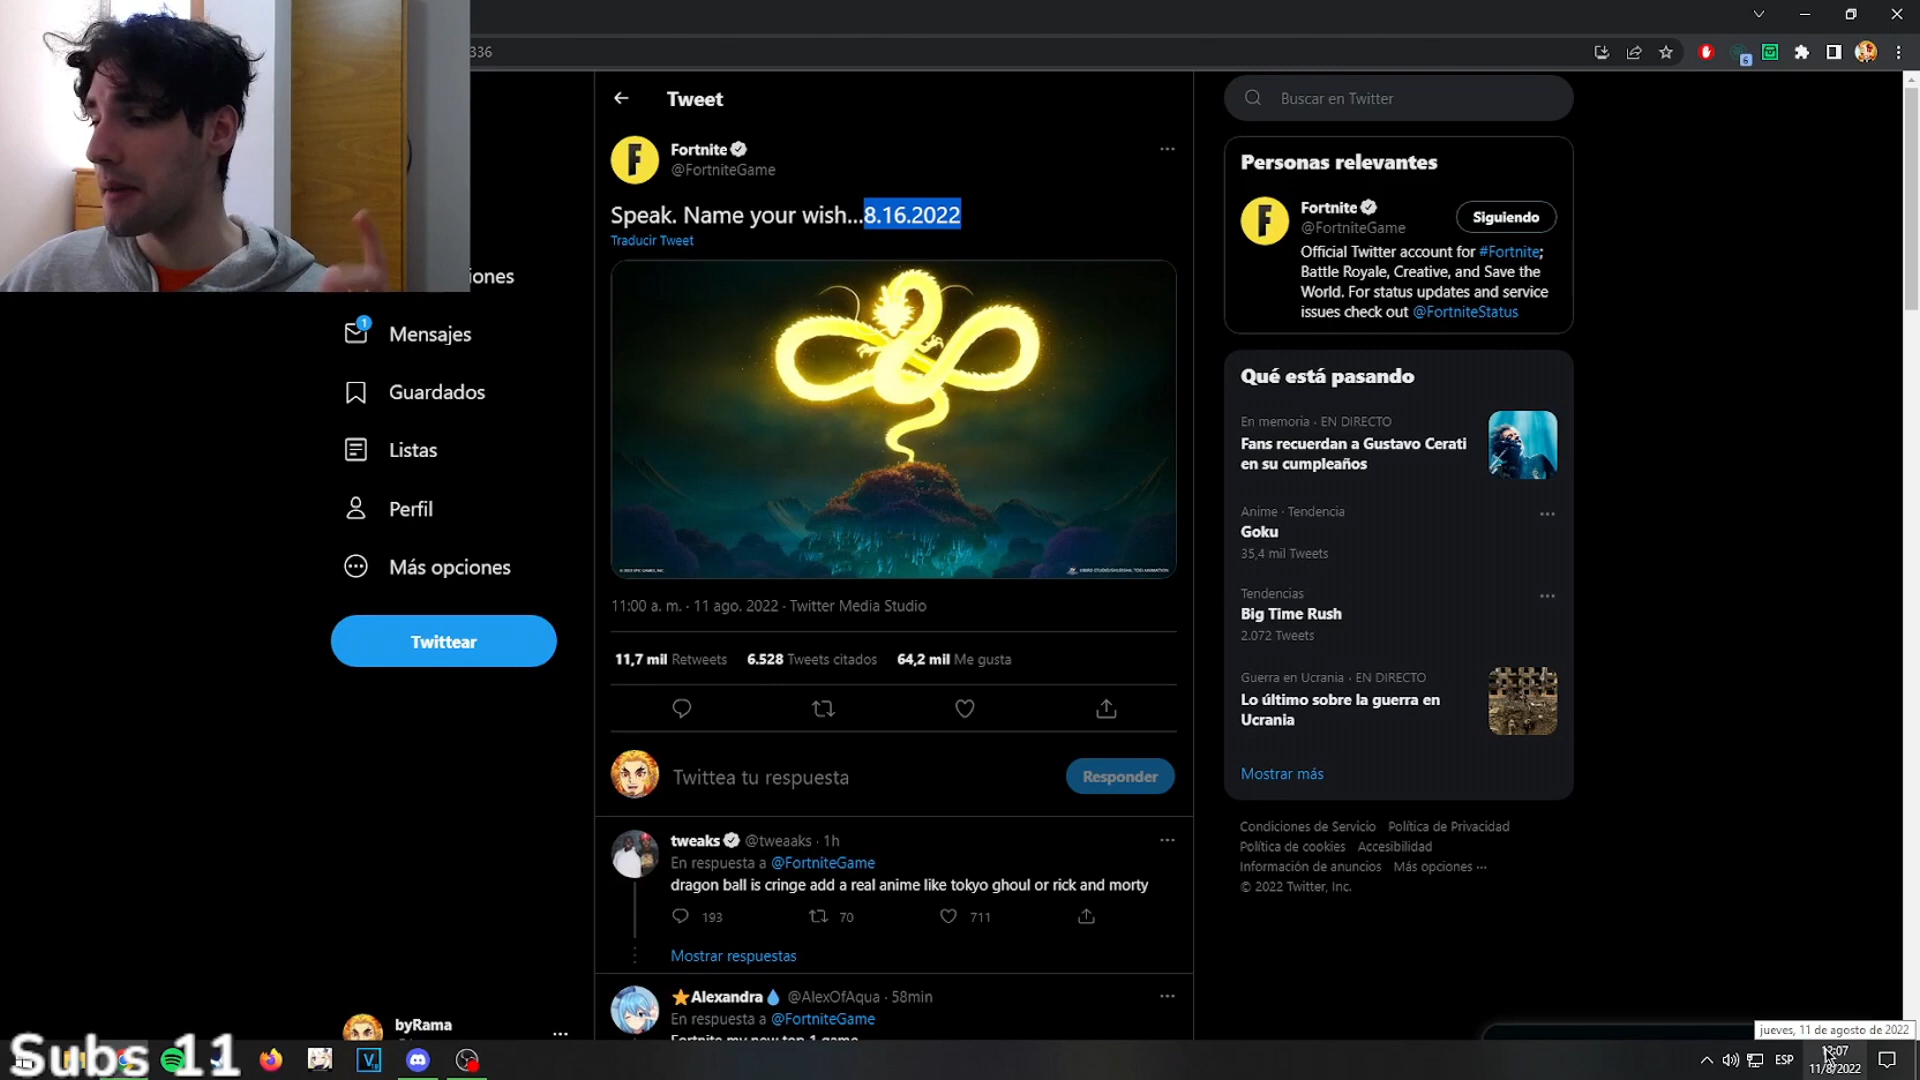 336
Tweet
Buscar en Twitter
Fortnite
@FortniteGame
Speak. Name your wish...8.16.2022
Traducir Tweet
11:00 a. m. · 11 ago. 2022 · Twitter Media Studio
11,7 mil Retweets 6.528 Tweets citados 64,2 mil Me gusta
Twittea tu respuesta
Responder
tweaks @tweaaks · 1h
En respuesta a @FortniteGame
dragon ball is cringe add a real anime like tokyo ghoul or rick and morty
193 70 711
Mostrar respuestas
Alexandra @AlexOfAqua · 58min
En respuesta a @FortniteGame
Fortnite my new top 1 game
iones
1
Mensajes
Guardados
Listas
Perfil
Más opciones
Twittear
byRama
Subs 11
Personas relevantes
Fortnite
@FortniteGame
Siguiendo
Official Twitter account for #Fortnite;
Battle Royale, Creative, and Save the
World. For status updates and service
issues check out @FortniteStatus
Qué está pasando
En memoria · EN DIRECTO
Fans recuerdan a Gustavo Cerati
en su cumpleaños
Anime · Tendencia
Goku
35,4 mil Tweets
Tendencias
Big Time Rush
2.072 Tweets
Guerra en Ucrania · EN DIRECTO
Lo último sobre la guerra en
Ucrania
Mostrar más
Condiciones de Servicio Política de Privacidad
Política de cookies Accesibilidad
Información de anuncios Más opciones ···
© 2022 Twitter, Inc.
jueves, 11 de agosto de 2022
ESP
11/8/2022
6